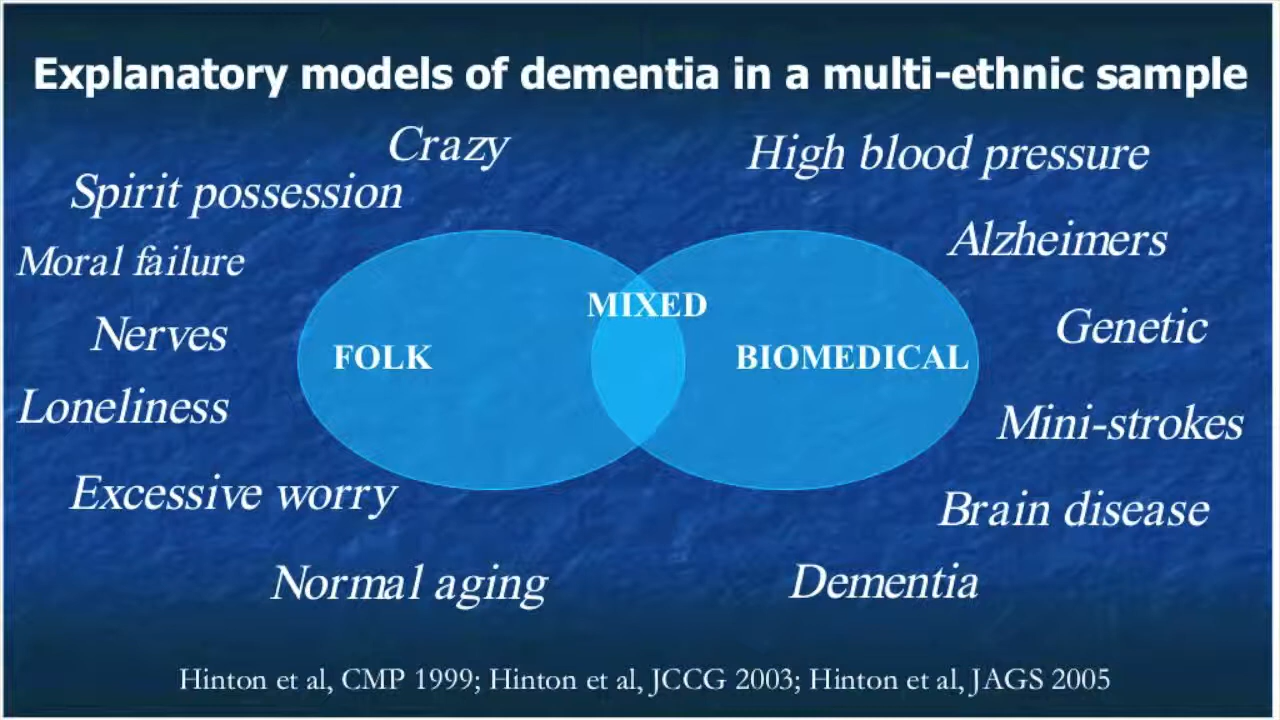 Explanatory models of dementia in a multi-ethnic sample
Crazy
High blood pressure
Spirit possession
Alzheimers
Moral failure
MIXED
Nerves
Genetic
FOLK
BIOMEDICAL
Loneliness
Mini-strokes
Excessive worry
Brain disease
Normal aging
Dementia
Hinton et al, CMP 1999; Hinton et al, JCCG 2003; Hinton et al, JAGS 2005